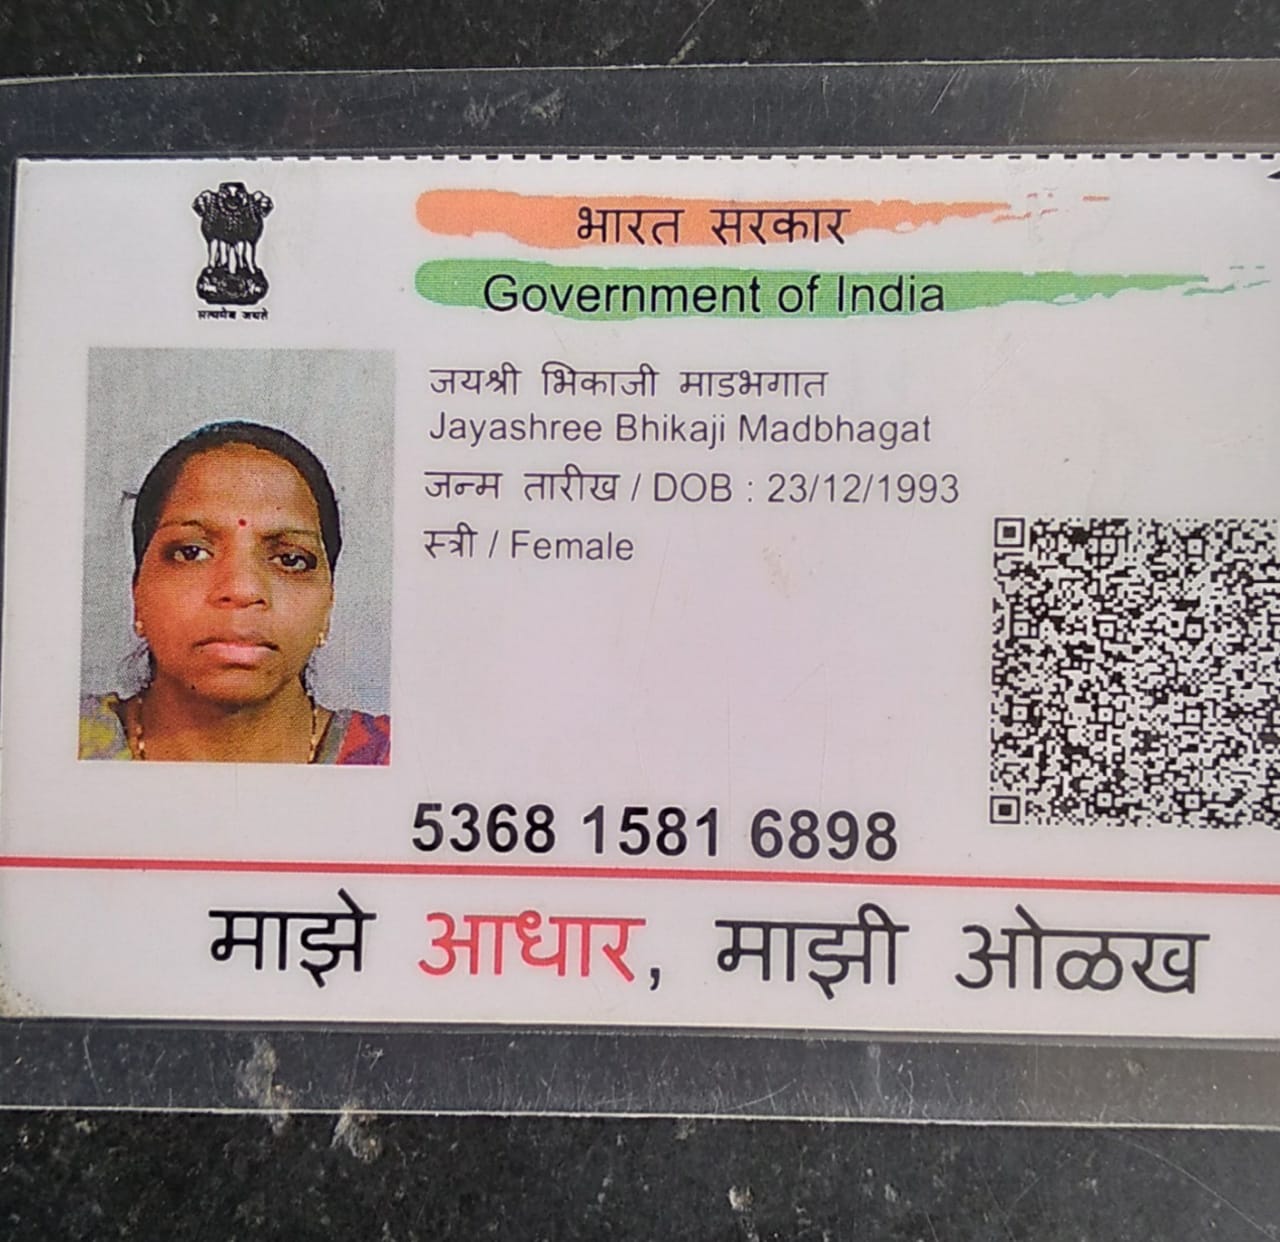 सत्यमेव जयते
भारत सरकार
Government of India
जयश्री भिकाजी माडभगात
Jayashree Bhikaji Madbhagat
जन्म तारीख / DOB : 23/12/1993
स्त्री / Female
5368 1581 6898
माझे आधार, माझी ओळख